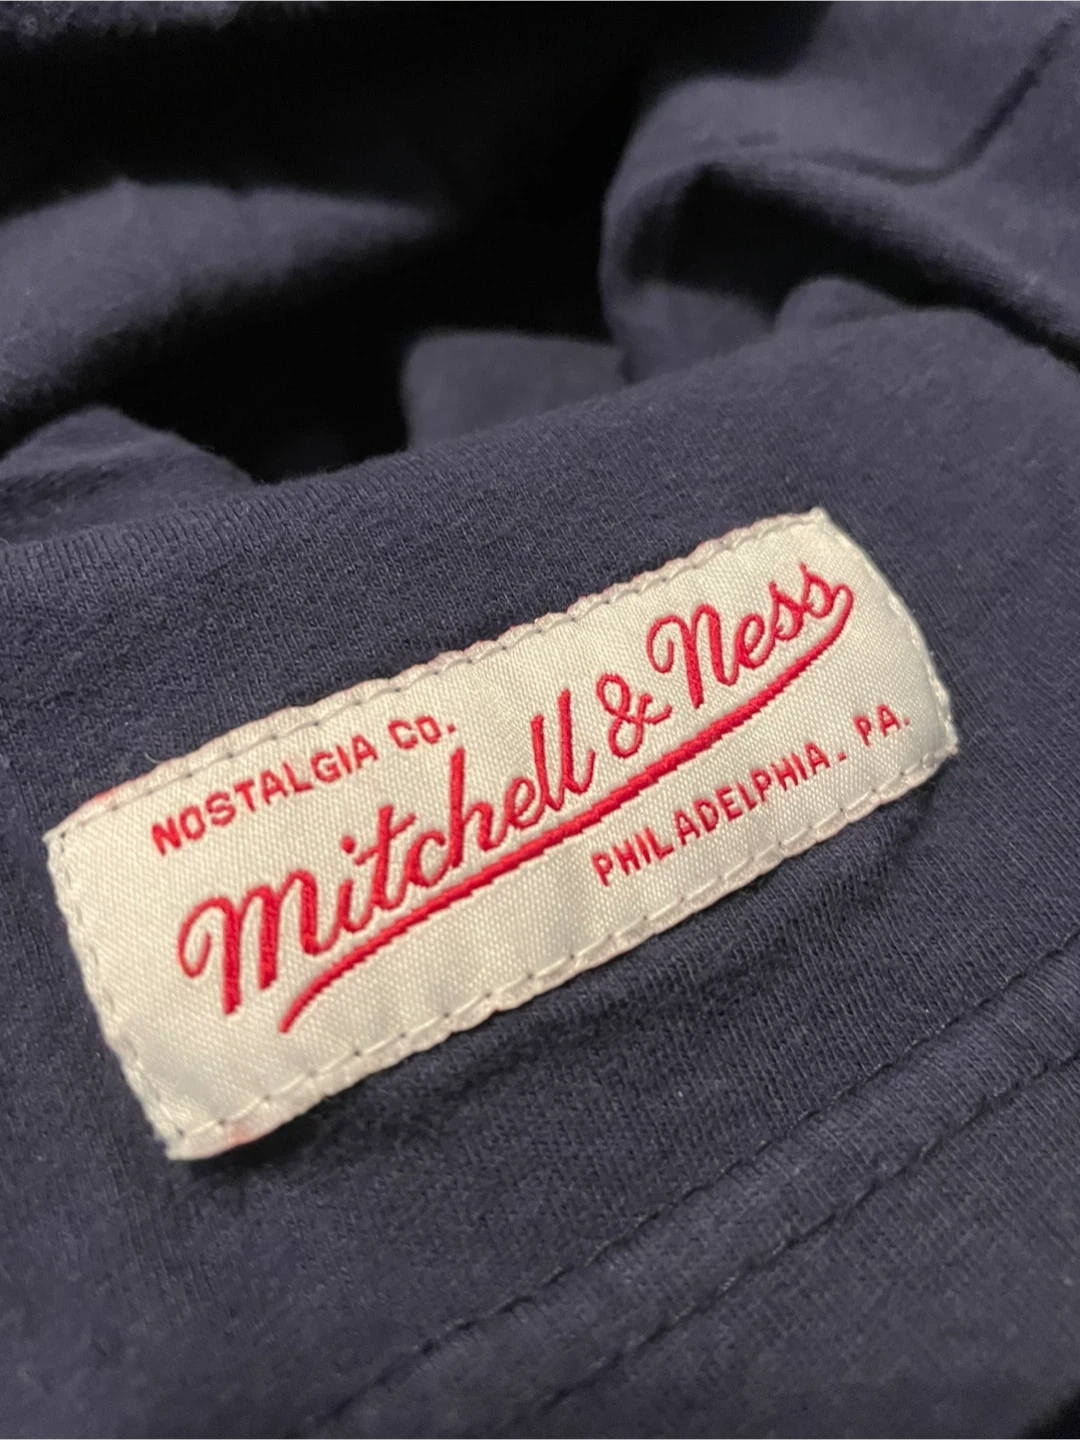 NOSTALGIA CO.
Mitchell & Ness
PHILADELPHIA. PA.